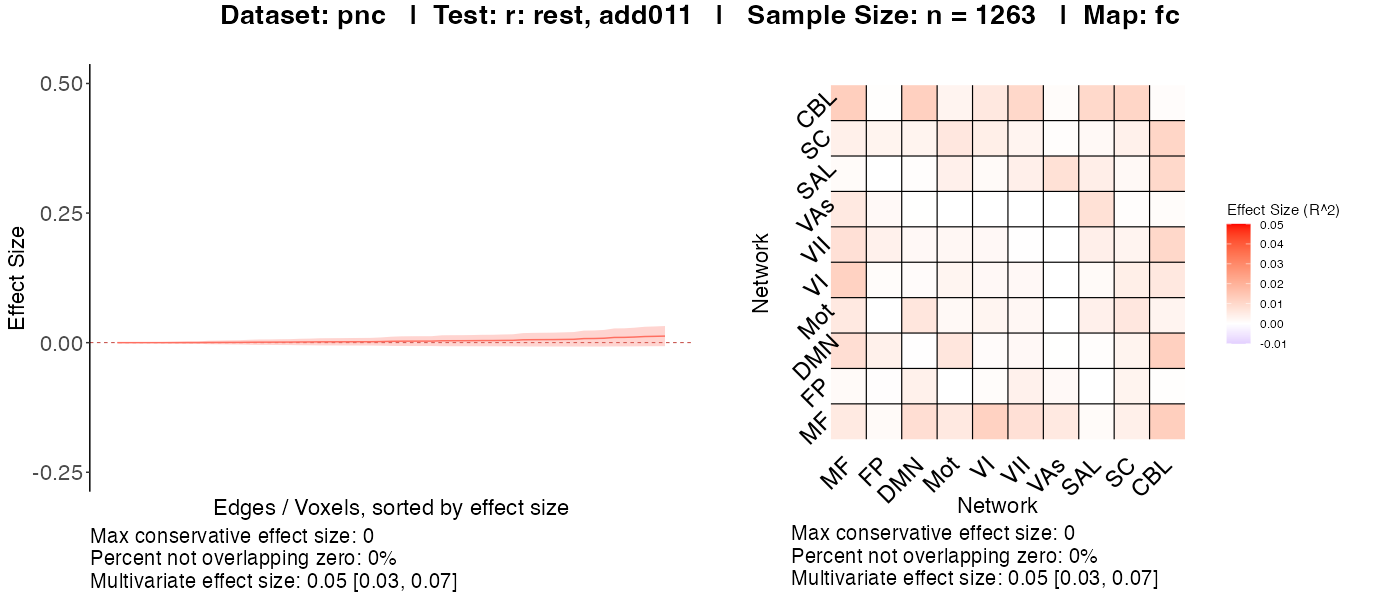 Dataset: pnc | Test: r: rest, add011 | Sample Size: n = 1263 | Map: fc
Effect Size
0.50
0.25
0.00
-0.25
Edges / Voxels, sorted by effect size
Max conservative effect size: 0
Percent not overlapping zero: 0%
Multivariate effect size: 0.05 [0.03, 0.07]
Network
CBL
SC
SAL
VAs
VII
VI
Mot
DMN
FP
MF
MF
FP
DMN
Mot
VI
VII
VAs
SAL
SC
CBL
Network
Max conservative effect size: 0
Percent not overlapping zero: 0%
Multivariate effect size: 0.05 [0.03, 0.07]
Effect Size (R^2)
0.05
0.04
0.03
0.02
0.01
0.00
-0.01